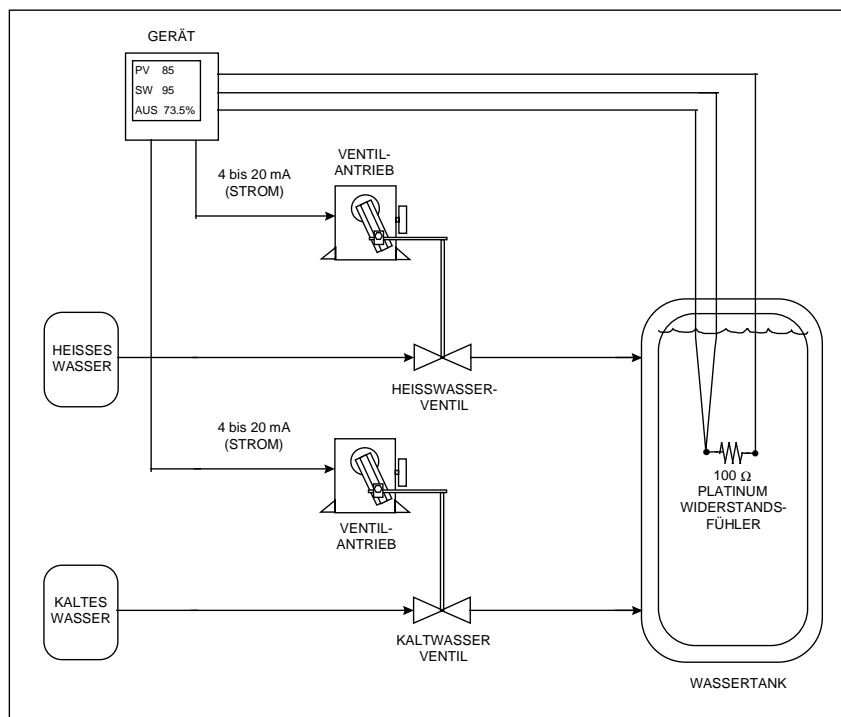 GERÄT
PV 85
SW 95
AUS 73.5%
4 bis 20 mA
(STROM)
VENTIL-
ANTRIEB
HEISSES
WASSER
HEISSWASSER-
VENTIL
4 bis 20 mA
(STROM)
VENTIL-
ANTRIEB
100 Ω
PLATINUM
WIDERSTANDS-
FÜHLER
KALTES
WASSER
KALTWASSER
VENTIL
WASSERTANK